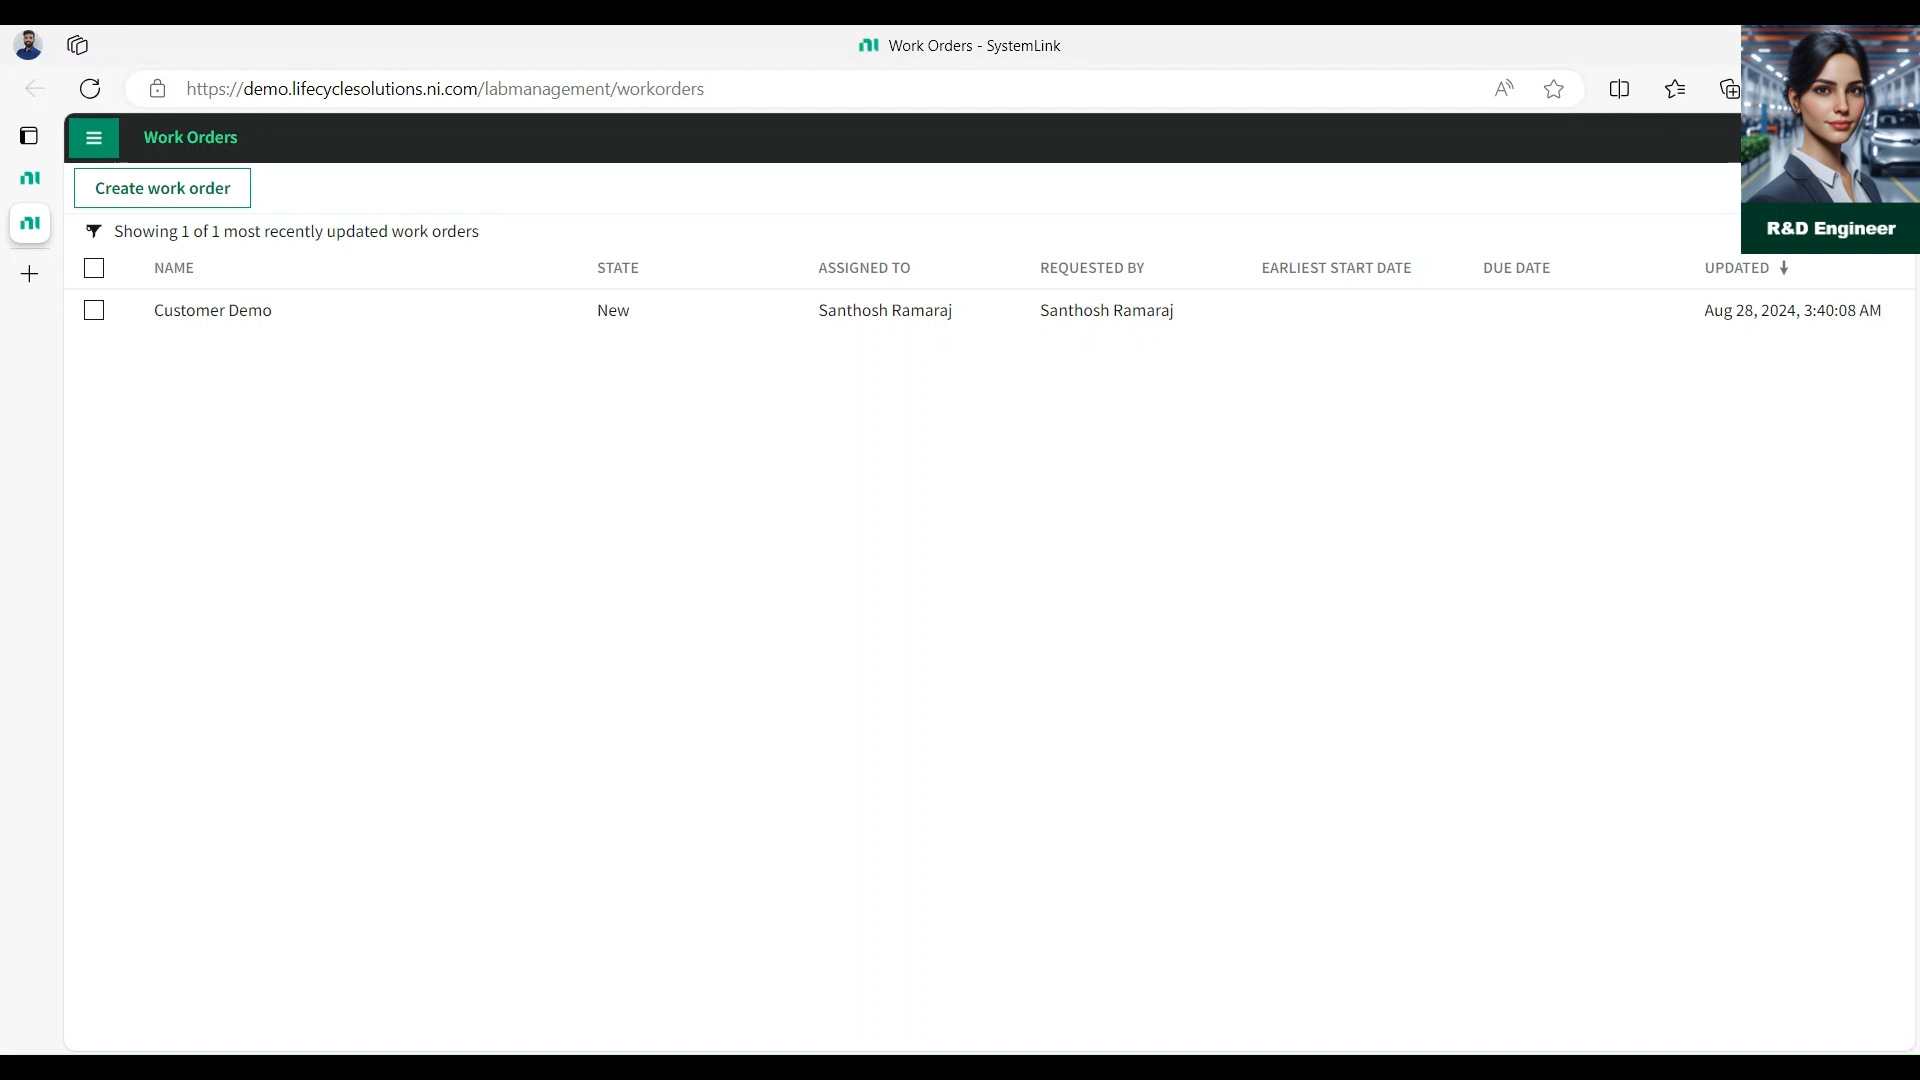 Work Orders - SystemLink
https://demo.lifecyclesolutions.ni.com/labmanagement/workorders
Work Orders
Create work order
R&D Engineer
Showing 1 of 1 most recently updated work orders
NAME STATE ASSIGNED TO REQUESTED BY EARLIEST START DATE DUE DATE UPDATED
Customer Demo New Santhosh Ramaraj Santhosh Ramaraj Aug 28, 2024, 3:40:08 AM